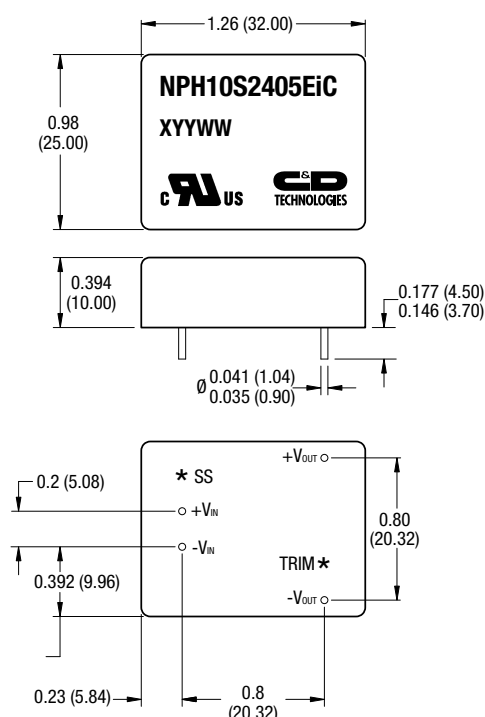 1.26 (32.00)
NPH10S2405EiC
XYYWW
0.98
(25.00)
C RU US
C&D
TECHNOLOGIES
0.394
(10.00)
0.177 (4.50)
0.146 (3.70)
Ø 0.041 (1.04)
0.035 (0.90)
+VOUT
* SS
0.2 (5.08)
+VIN
0.80
(20.32)
-VIN
TRIM *
0.392 (9.96)
-VOUT
0.23 (5.84)
0.8
(20.32)